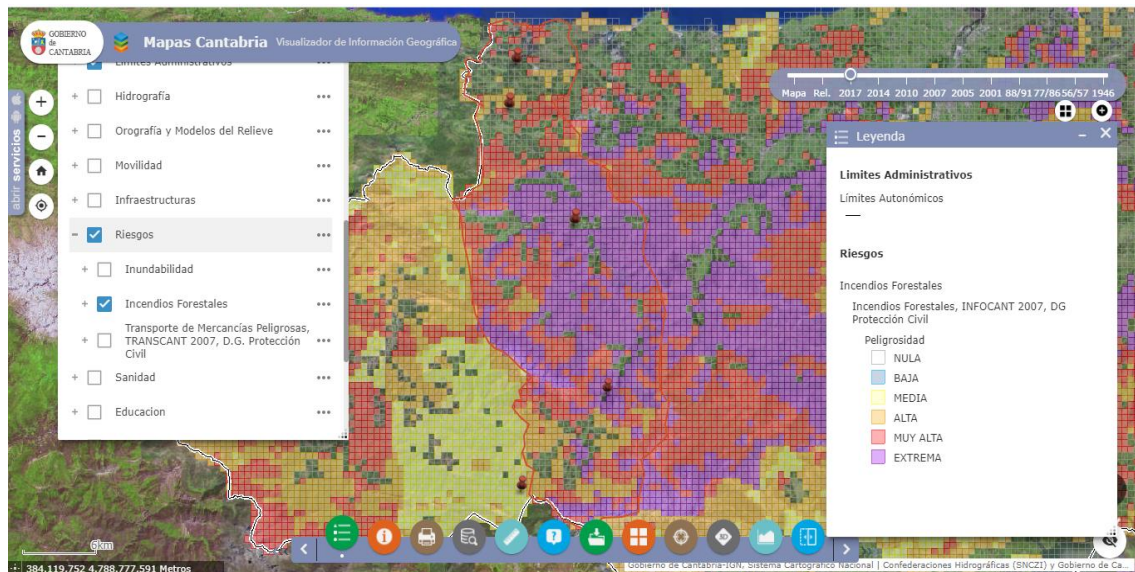 GOBIERNO
de
CANTABRIA
Mapas Cantabria Visualizador de Información Geográfica
Limites Administrativos
Hidrografía
Orografía y Modelos del Relieve
Movilidad
Infraestructuras
Riesgos
Inundabilidad
Incendios Forestales
Transporte de Mercancías Peligrosas,
TRANSCANT 2007, D.G. Protección
Civil
Sanidad
Educacion
abrir servicios
Mapa Rel. 2017 2014 2010 2007 2005 2001 88/91 77/86 56/57 1946
Leyenda
Limites Administrativos
Límites Autonómicos
Riesgos
Incendios Forestales
Incendios Forestales, INFOCANT 2007, DG
Protección Civil
Peligrosidad
NULA
BAJA
MEDIA
ALTA
MUY ALTA
EXTREMA
3D
6km
384.119,752 4.788.777,591 Metros
Gobierno de Cantabria-IGN, Sistema Cartográfico Nacional | Confederaciones Hidrográficas (SNCZI) y Gobierno de Ca...